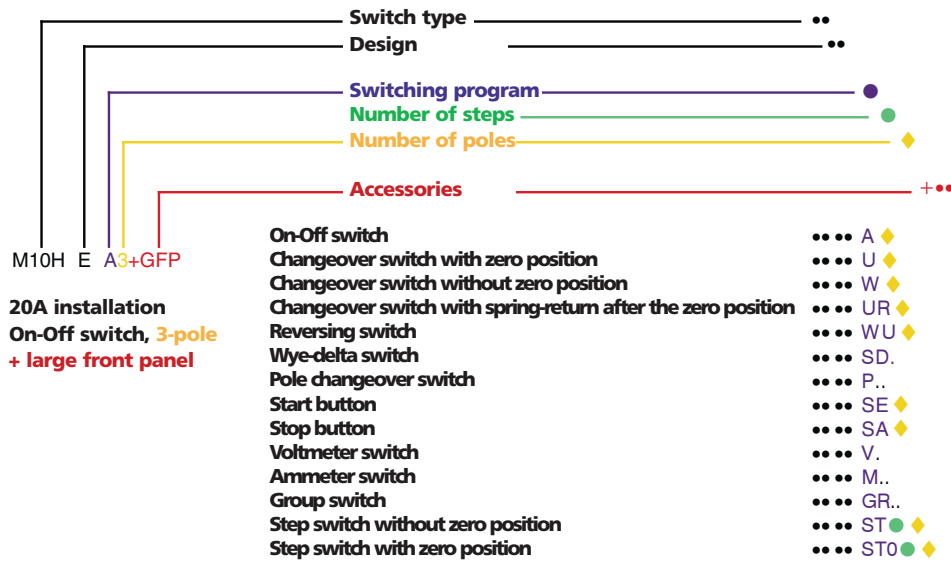 Switch type ••
Design ••
Switching program ●
Number of steps ●
Number of poles ♦
Accessories +••
M10H E A3+GFP
20A installation
On-Off switch, 3-pole
+ large front panel
On-Off switch •• •• A ♦
Changeover switch with zero position •• •• U ♦
Changeover switch without zero position •• •• W ♦
Changeover switch with spring-return after the zero position •• •• UR ♦
Reversing switch •• •• WU ♦
Wye-delta switch •• •• SD.
Pole changeover switch •• •• P..
Start button •• •• SE ♦
Stop button •• •• SA ♦
Voltmeter switch •• •• V.
Ammeter switch •• •• M..
Group switch •• •• GR..
Step switch without zero position •• •• ST● ♦
Step switch with zero position •• •• ST0● ♦